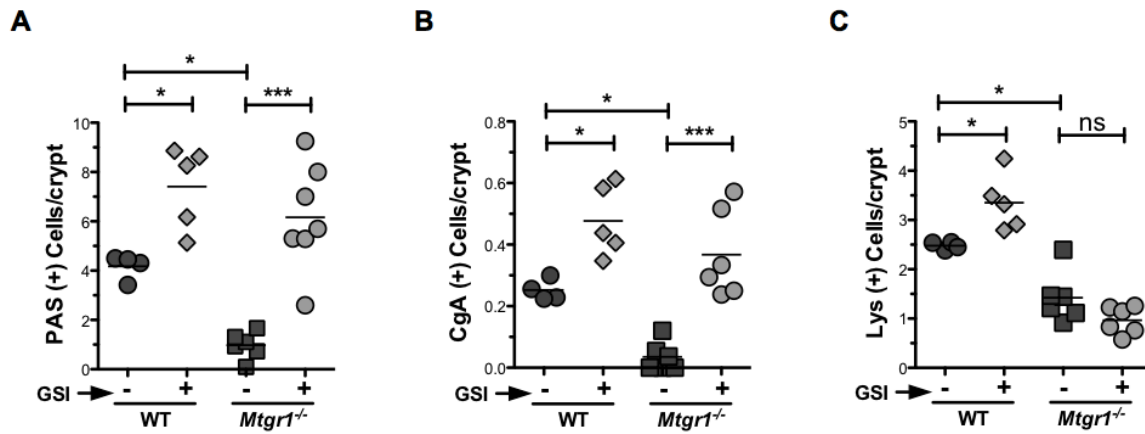 A
*
* ***
PAS (+) Cells/crypt
10
8
6
4
2
0
GSI - + - +
WT Mtgr1-/-
B
*
* ***
CgA (+) Cells/crypt
0.8
0.6
0.4
0.2
0.0
GSI - + - +
WT Mtgr1-/-
C
*
* ns
Lys (+) Cells/crypt
5
4
3
2
1
0
GSI - + - +
WT Mtgr1-/-